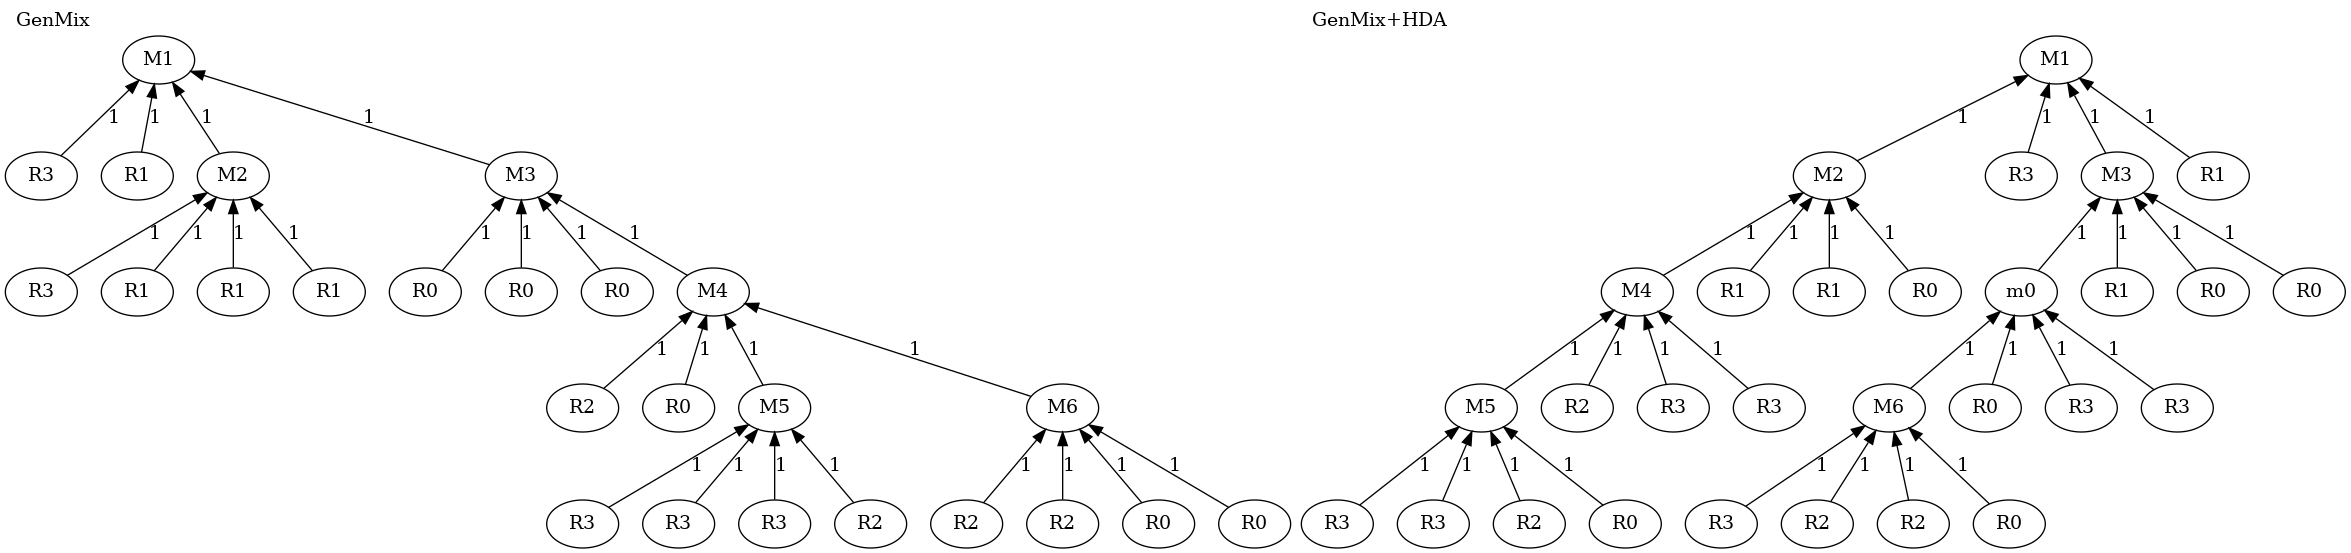 GenMix GenMix+HDA
M1 M1
1 1 1 1 1 1 1 1
R3 R1 M2 M3 M2 R3 M3 R1
1 1 1 1 1 1 1 1 1 1 1 1 1 1 1 1
R3 R1 R1 R1 R0 R0 R0 M4 M4 R1 R1 R0 m0 R1 R0 R0
1 1 1 1 1 1 1 1 1 1 1 1
R2 R0 M5 M6 M5 R2 R3 R3 M6 R0 R3 R3
1 1 1 1 1 1 1 1 1 1 1 1 1 1 1 1
R3 R3 R3 R2 R2 R2 R0 R0 R3 R3 R2 R0 R3 R2 R2 R0